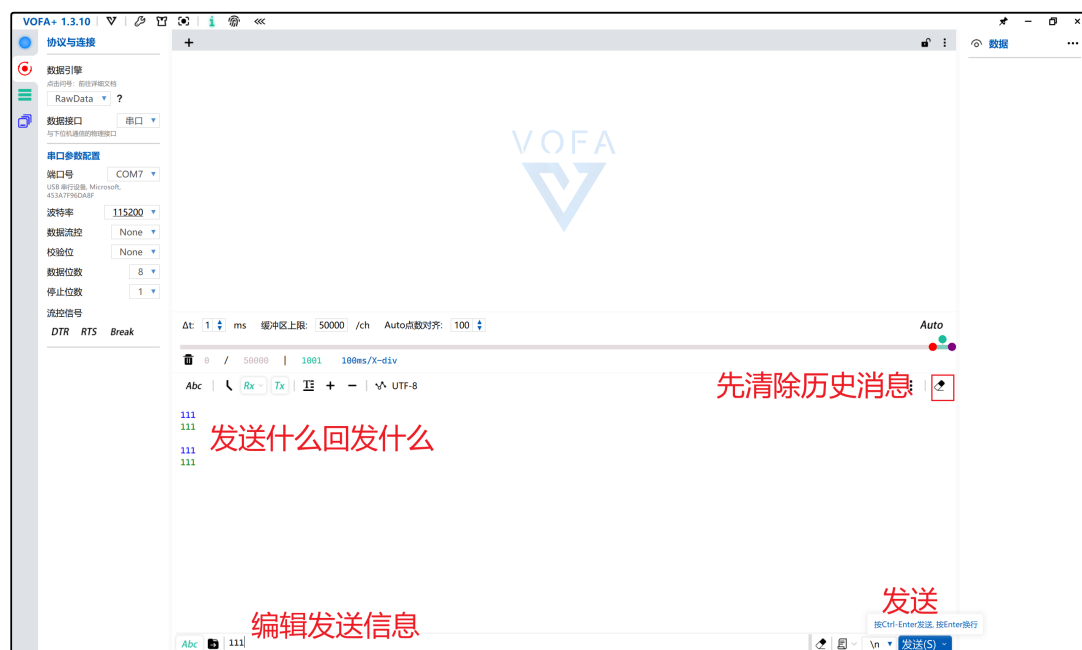 VOFA+ 1.3.10
协议与连接
数据引擎
点击问号：前往详细文档
RawData ?
数据接口 串口
与下位机通信的物理接口
串口参数配置
端口号 COM7
USB 串行设备, Microsoft,
453A7F96DA8F
波特率 115200
数据流控 None
校验位 None
数据位数 8
停止位数 1
流控信号
DTR RTS Break
+
数据
VOFA
Δt: 1 ms 缓冲区上限: 50000 /ch Auto点数对齐: 100
Auto
0 / 50000 | 1001 100ms/X-div
Abc Rx Tx + − UTF-8
先清除历史消息
111
111
发送什么回发什么
111
111
发送
编辑发送信息
按Ctrl-Enter发送, 按Enter换行
Abc 111
\n 发送(S)